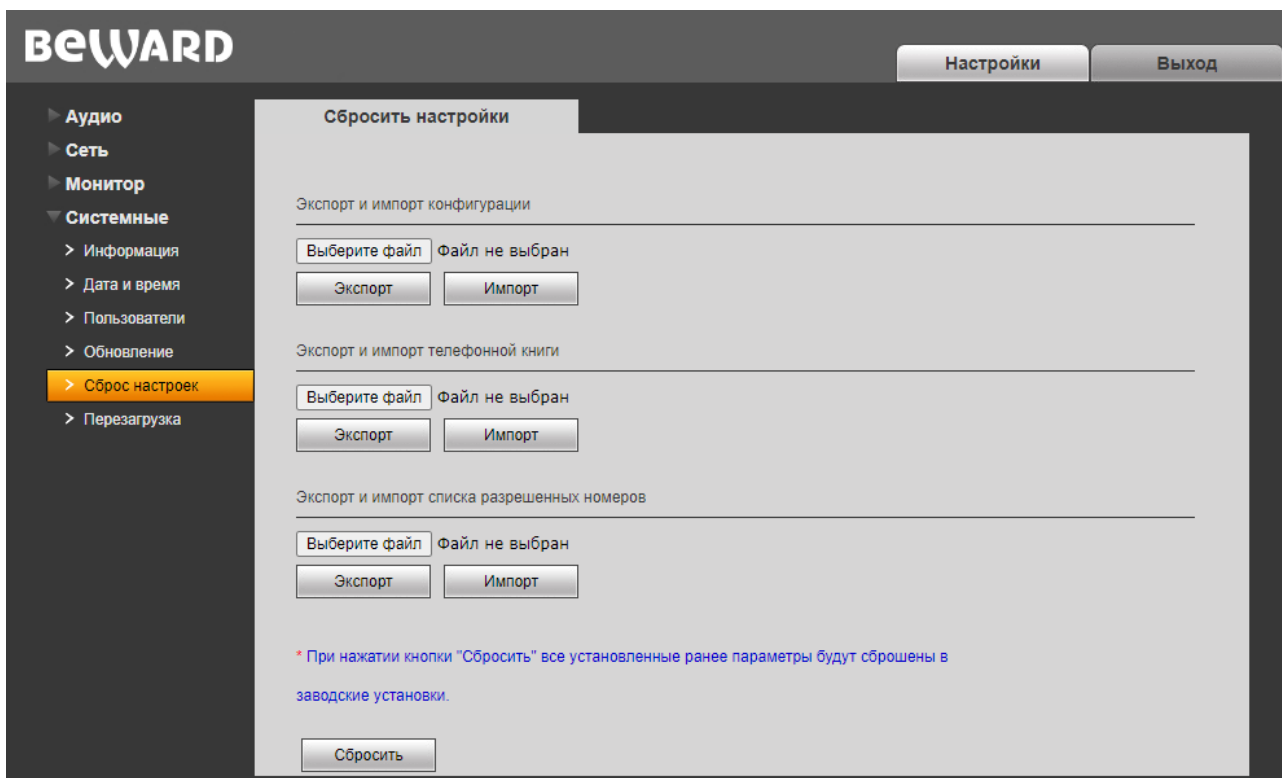 BEWARD
Настройки
Выход
Аудио
Сеть
Монитор
Системные
Информация
Дата и время
Пользователи
Обновление
Сброс настроек
Перезагрузка
Сбросить настройки
Экспорт и импорт конфигурации
Выберите файл Файл не выбран
Экспорт Импорт
Экспорт и импорт телефонной книги
Выберите файл Файл не выбран
Экспорт Импорт
Экспорт и импорт списка разрешенных номеров
Выберите файл Файл не выбран
Экспорт Импорт
* При нажатии кнопки "Сбросить" все установленные ранее параметры будут сброшены в
заводские установки.
Сбросить